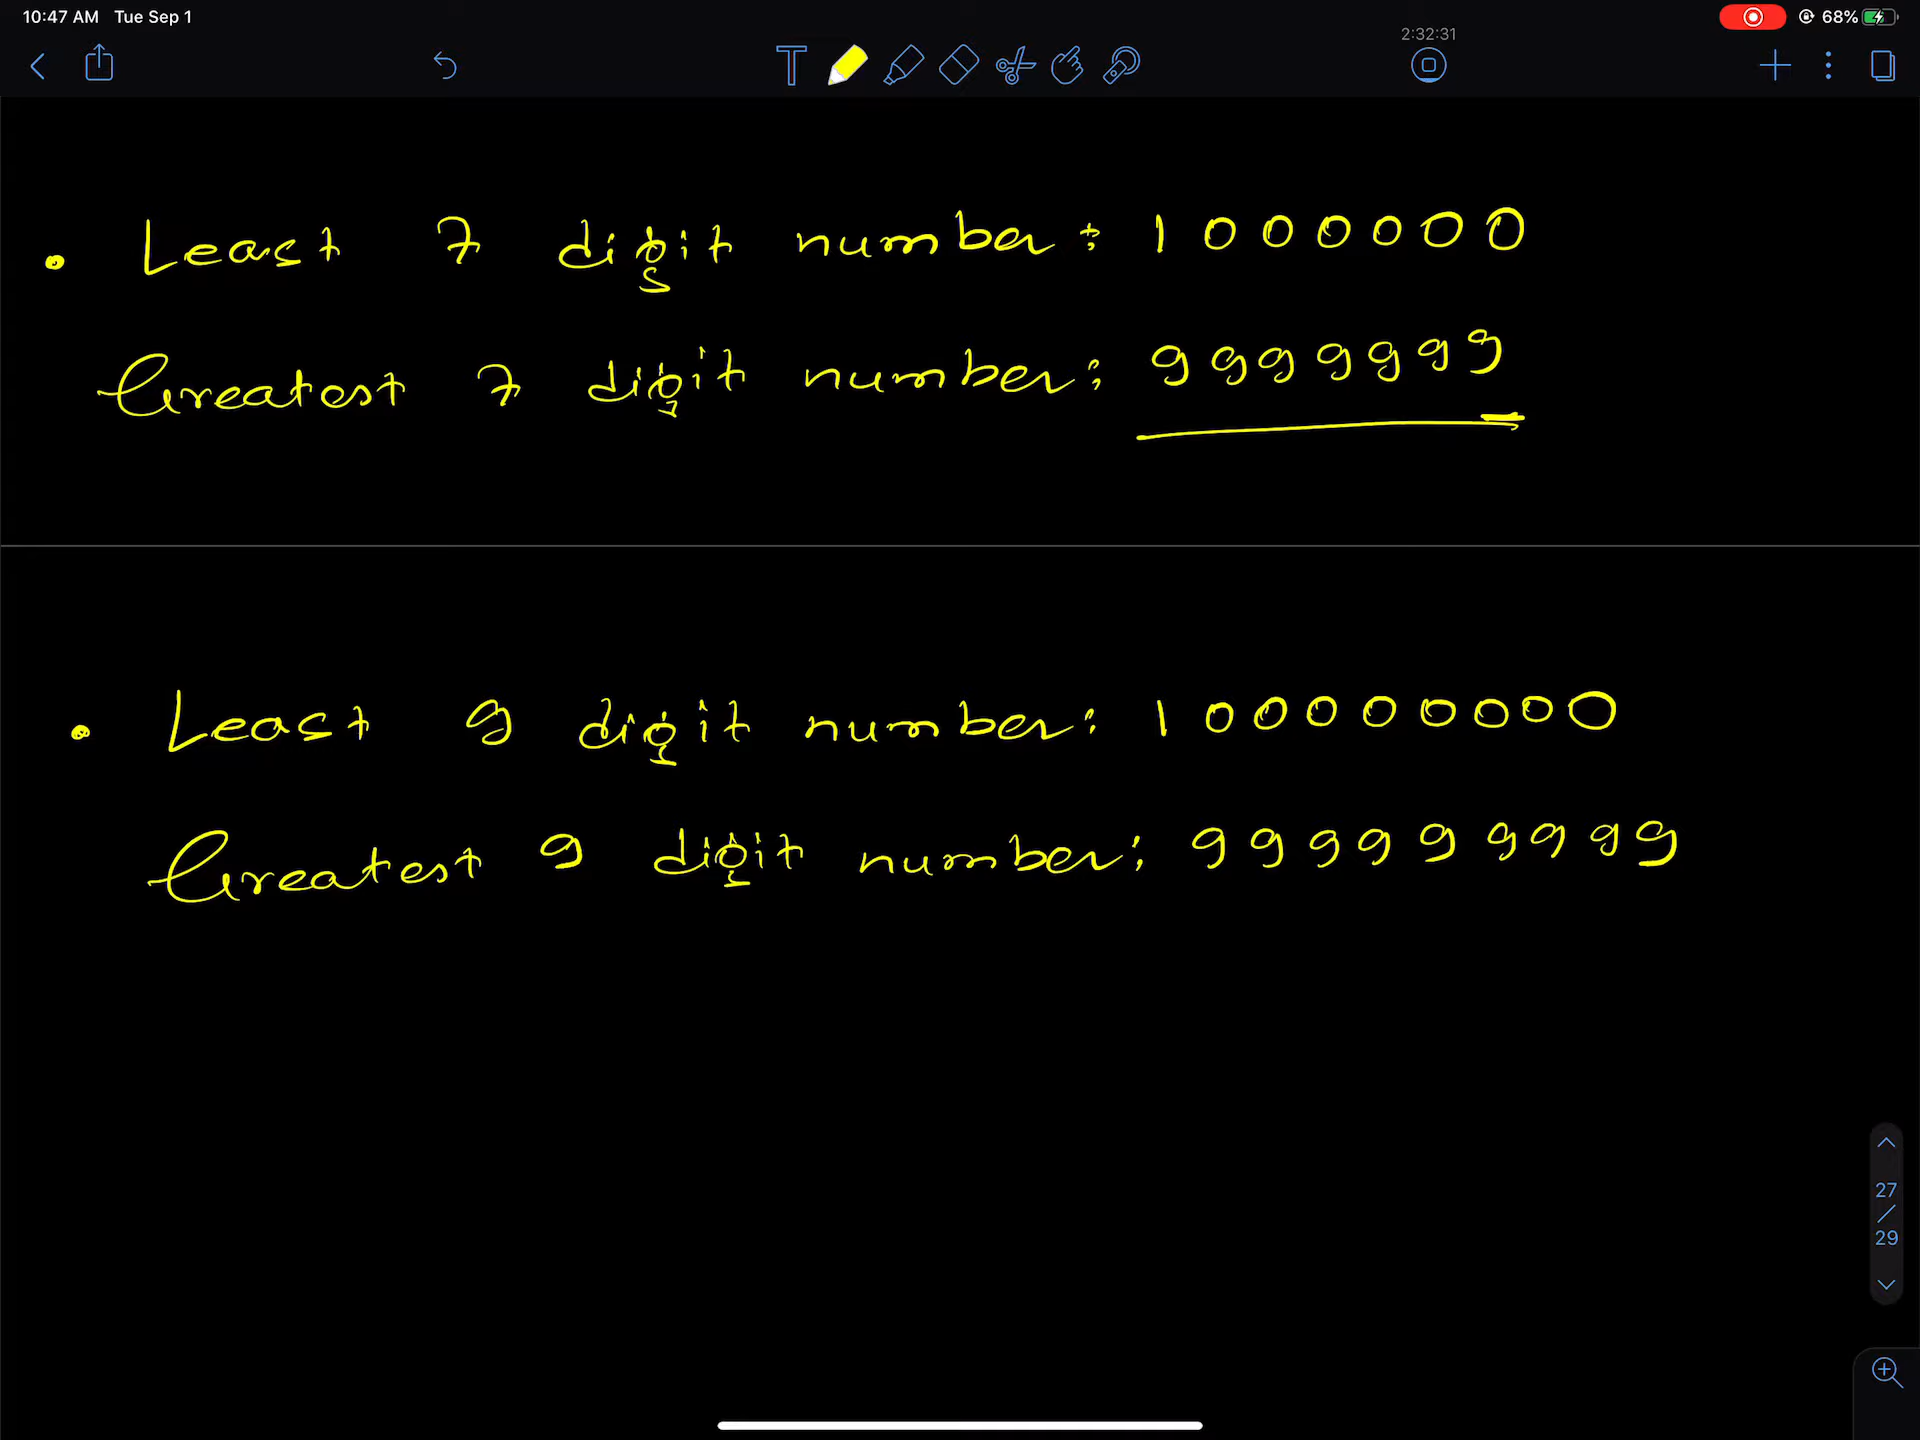 10:47 AM Tue Sep 1
68%
2:32:31
T
• Least 7 digit number: 1000000
Greatest 7 digit number: 9999999
• Least 9 digit number: 100000000
Greatest 9 digit number: 999999999
27
/
29